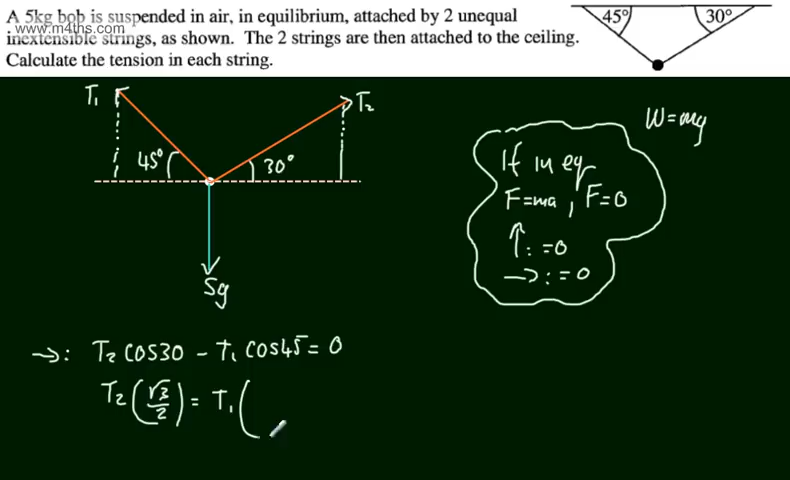 A 5kg bob is suspended in air, in equilibrium, attached by 2 unequal
www.m4ths.com
inextensible strings, as shown. The 2 strings are then attached to the ceiling.
Calculate the tension in each string.
45° 30°
T₁ T₂
45° 30°
5g
W=mg
If in eq
F=ma, F=0
↑: =0
→: =0
→: T₂ cos30 - T₁ cos45 = 0
T₂(√3/2) = T₁(